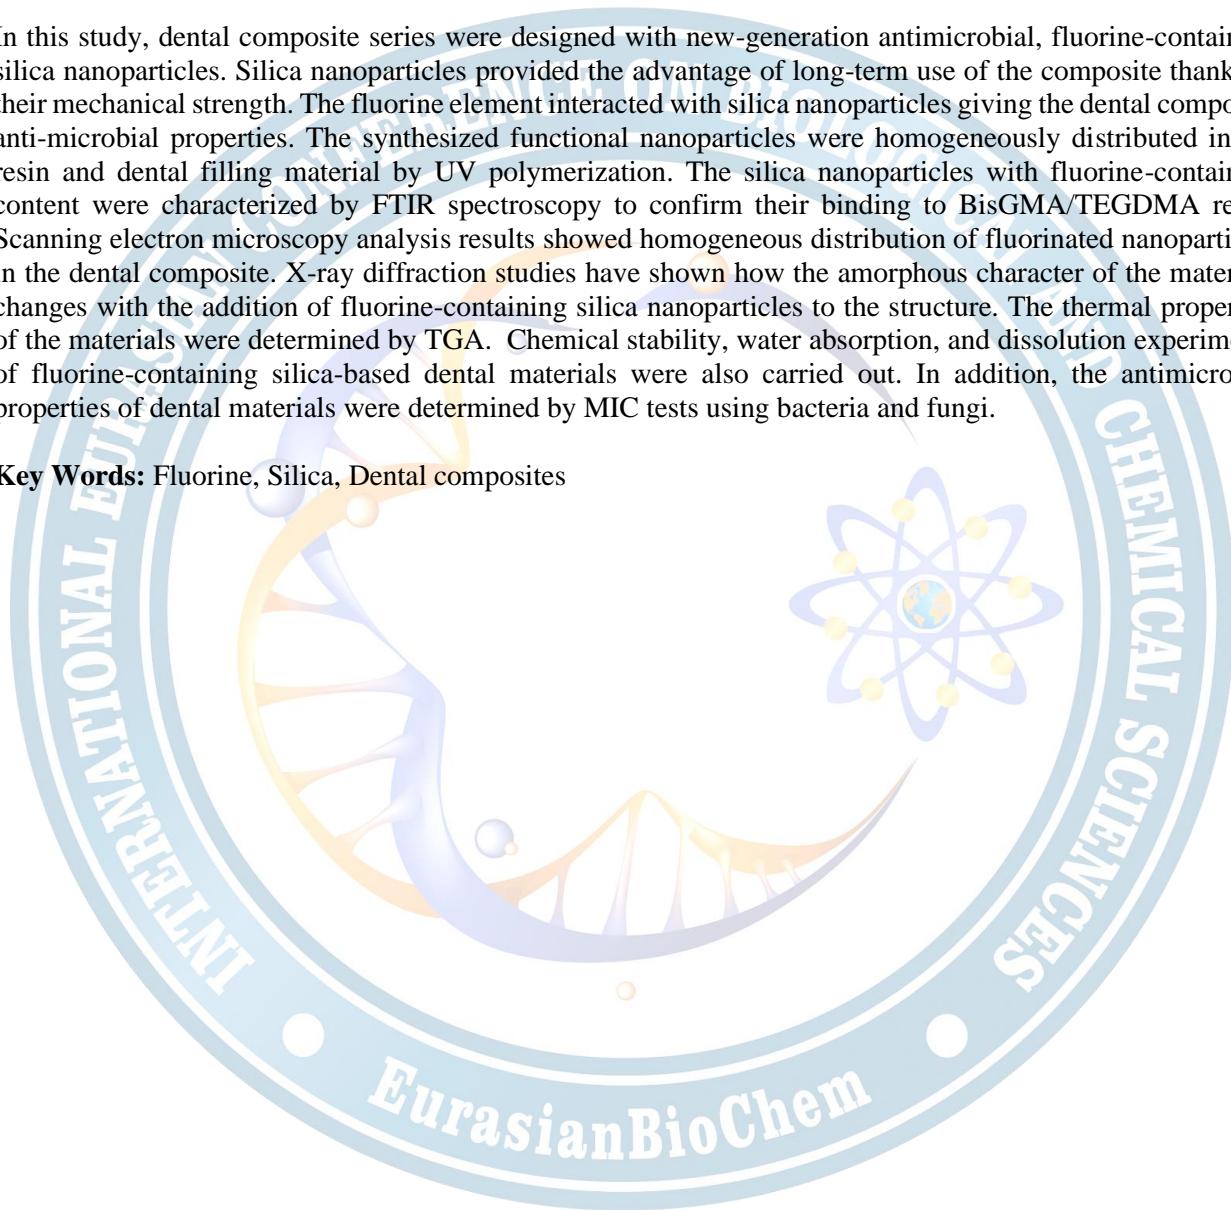 In this study, dental composite series were designed with new-generation antimicrobial, fluorine-contain
silica nanoparticles. Silica nanoparticles provided the advantage of long-term use of the composite thank
their mechanical strength. The fluorine element interacted with silica nanoparticles giving the dental compo
anti-microbial properties. The synthesized functional nanoparticles were homogeneously distributed in
resin and dental filling material by UV polymerization. The silica nanoparticles with fluorine-contain
content were characterized by FTIR spectroscopy to confirm their binding to BisGMA/TEGDMA re
Scanning electron microscopy analysis results showed homogeneous distribution of fluorinated nanoparti
in the dental composite. X-ray diffraction studies have shown how the amorphous character of the mater
changes with the addition of fluorine-containing silica nanoparticles to the structure. The thermal proper
of the materials were determined by TGA. Chemical stability, water absorption, and dissolution experime
of fluorine-containing silica-based dental materials were also carried out. In addition, the antimicro
properties of dental materials were determined by MIC tests using bacteria and fungi.
Key Words: Fluorine, Silica, Dental composites
INTERNATIONAL EURASIAN CONFERENCE ON BIOLOGICAL AND CHEMICAL SCIENCES
EurasianBioChem